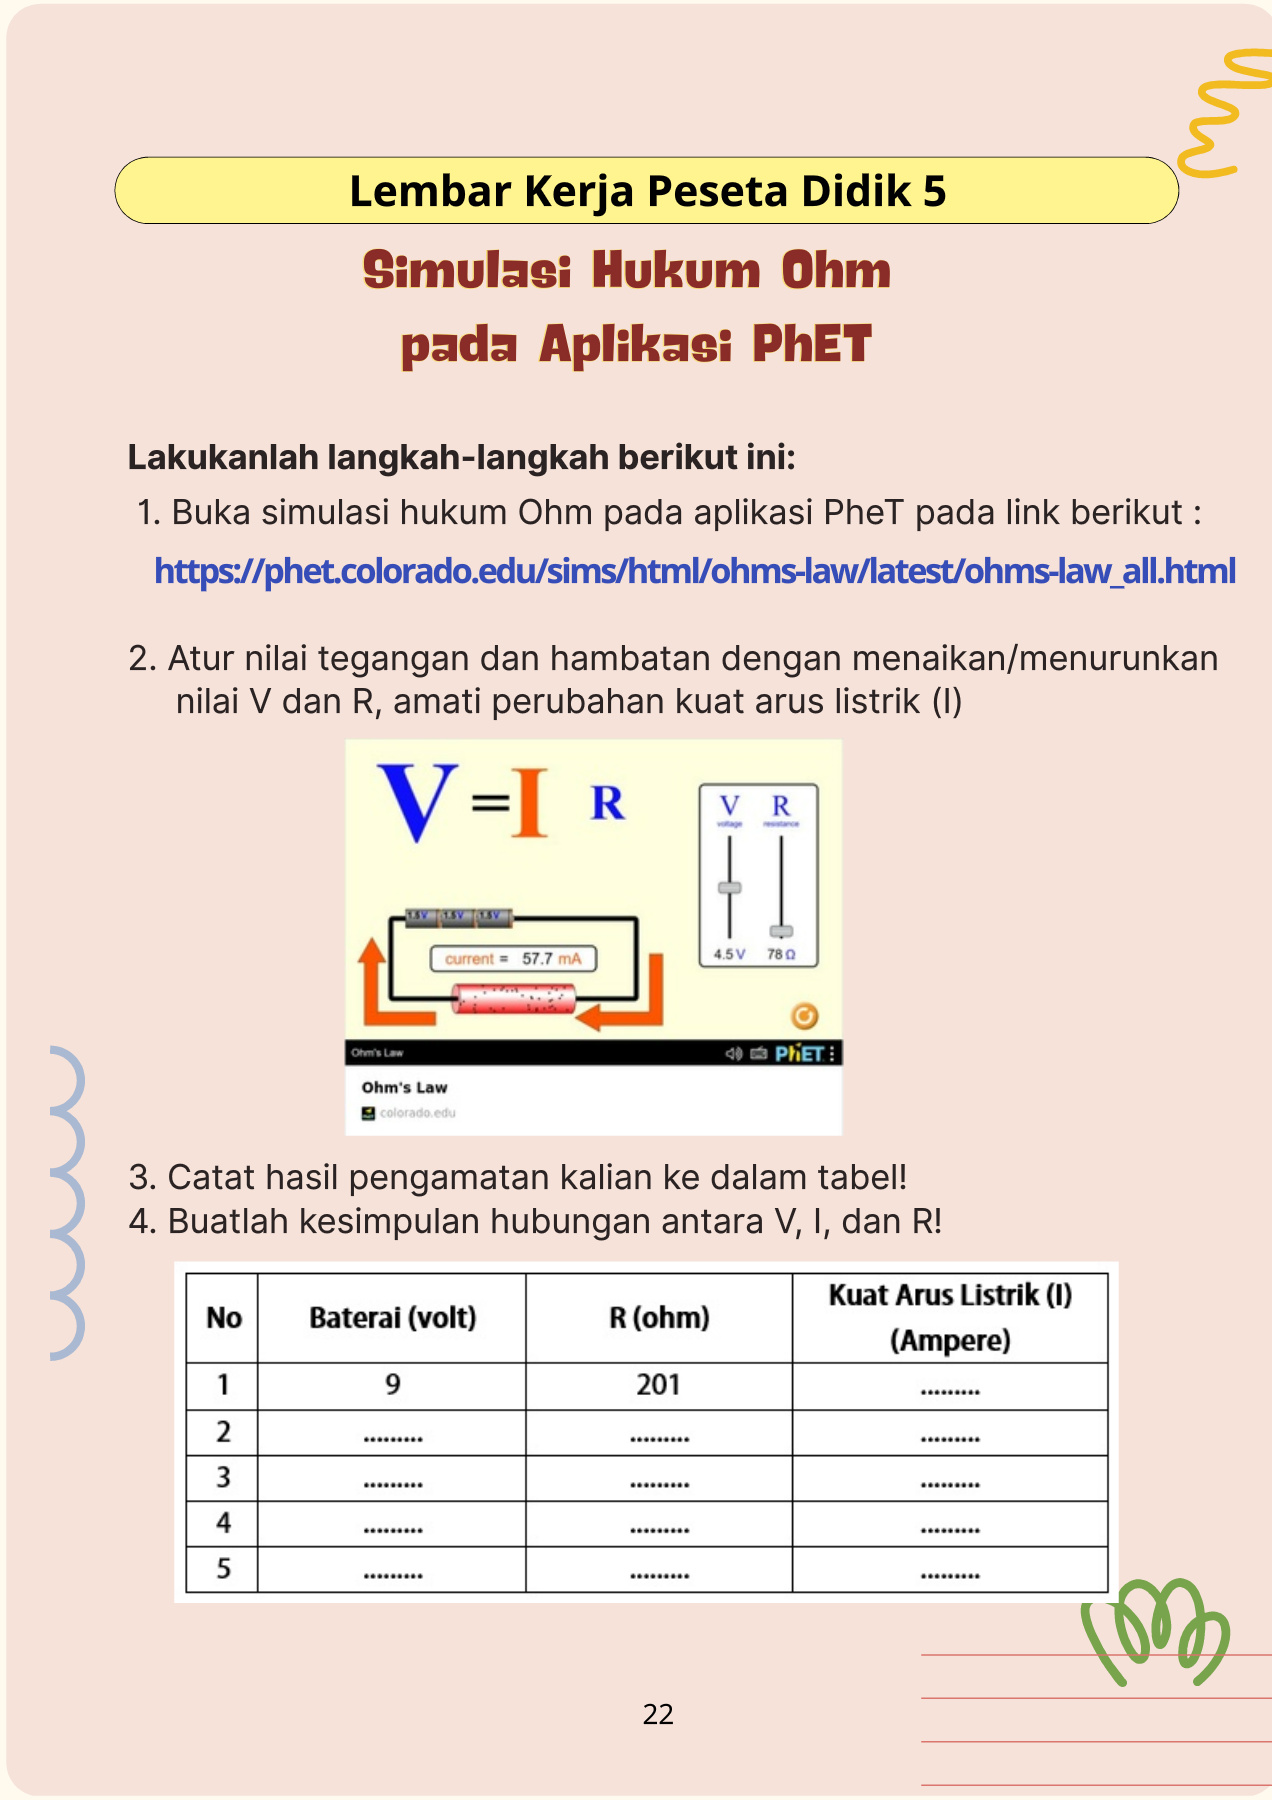 Lembar Kerja Peseta Didik 5
Simulasi Hukum Ohm
pada Aplikasi PhET
Lakukanlah langkah-langkah berikut ini:
1. Buka simulasi hukum Ohm pada aplikasi PheT pada link berikut :
https://phet.colorado.edu/sims/html/ohms-law/latest/ohms-law_all.html
2. Atur nilai tegangan dan hambatan dengan menaikan/menurunkan
nilai V dan R, amati perubahan kuat arus listrik (I)
V = I R
V R
voltage resistance
1.5 V 1.5 V 1.5 V
current = 57.7 mA
4.5 V 78 Ω
Ohm's Law
PhET
Ohm's Law
colorado.edu
3. Catat hasil pengamatan kalian ke dalam tabel!
4. Buatlah kesimpulan hubungan antara V, I, dan R!
No Baterai (volt) R (ohm) Kuat Arus Listrik (I)
(Ampere)
1 9 201 .........
2 ......... ......... .........
3 ......... ......... .........
4 ......... ......... .........
5 ......... ......... .........
22